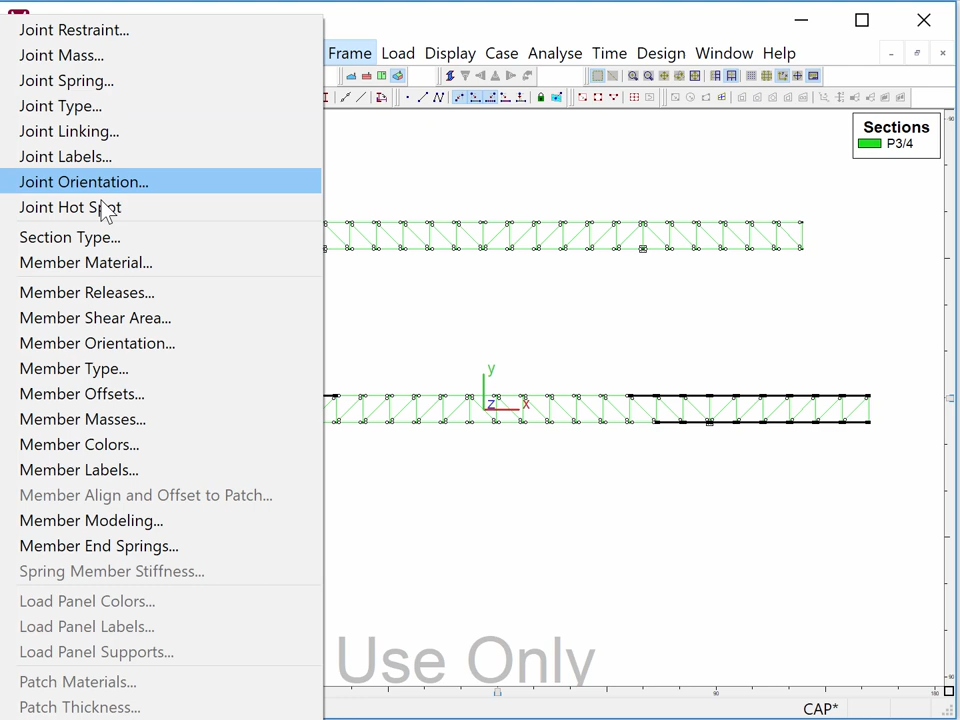 Joint Restraint...
Joint Mass...
Joint Spring...
Joint Type...
Joint Linking...
Joint Labels...
Joint Orientation...
Joint Hot Spot
Section Type...
Member Material...
Member Releases...
Member Shear Area...
Member Orientation...
Member Type...
Member Offsets...
Member Masses...
Member Colors...
Member Labels...
Member Align and Offset to Patch...
Member Modeling...
Member End Springs...
Spring Member Stiffness...
Load Panel Colors...
Load Panel Labels...
Load Panel Supports...
Patch Materials...
Patch Thickness...
Frame Load Display Case Analyse Time Design Window Help
Sections
P3/4
y
z x
Use Only
90
CAP*